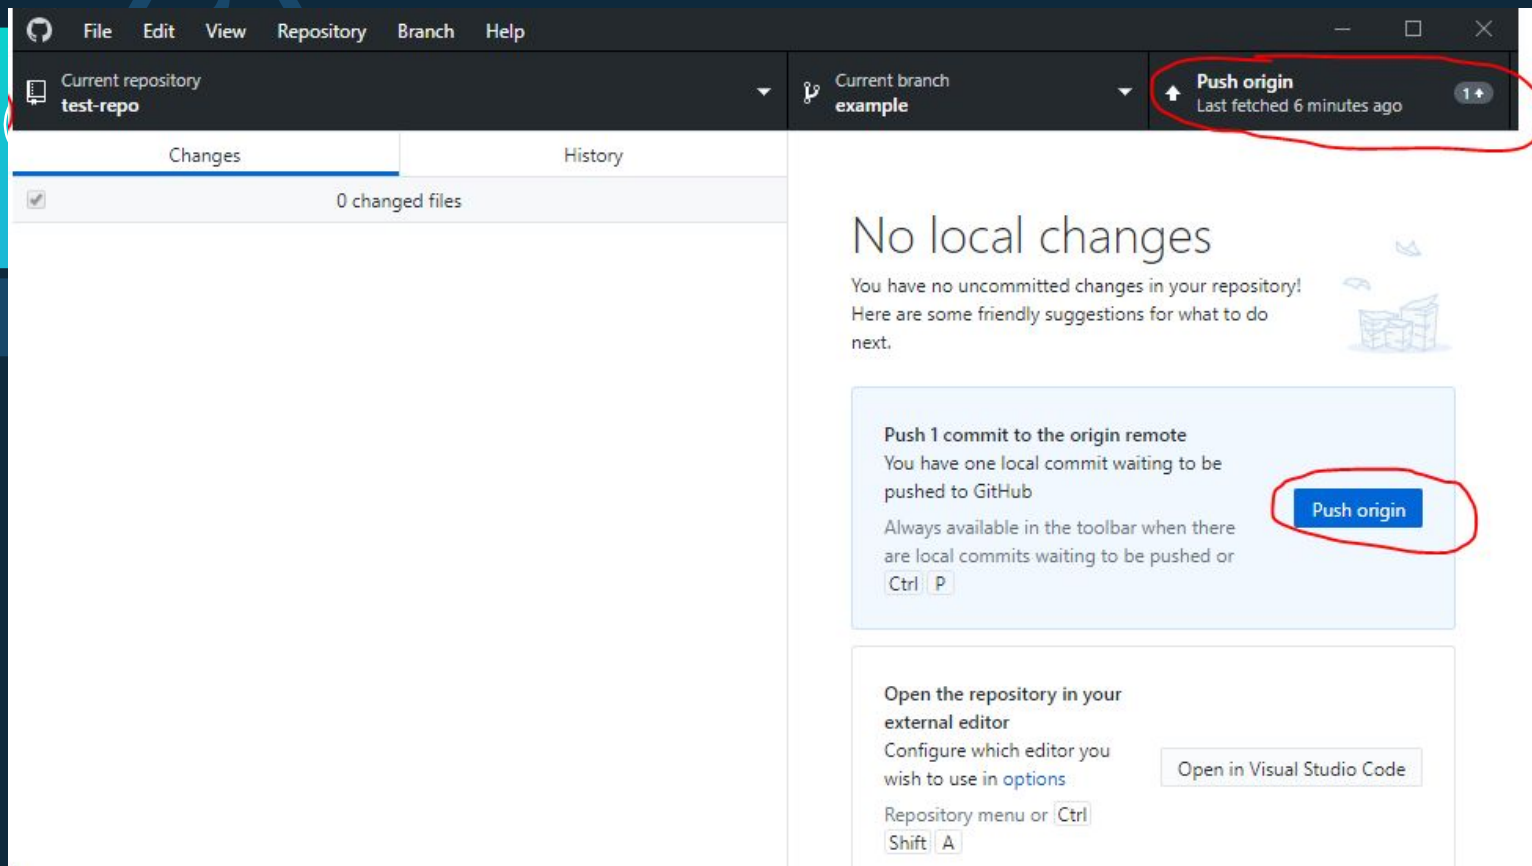 File Edit View Repository Branch Help
Current repository
test-repo
Current branch
example
Push origin
Last fetched 6 minutes ago
1
Changes
History
0 changed files
No local changes
You have no uncommitted changes in your repository!
Here are some friendly suggestions for what to do
next.
Push 1 commit to the origin remote
You have one local commit waiting to be
pushed to GitHub
Always available in the toolbar when there
are local commits waiting to be pushed or
Ctrl P
Push origin
Open the repository in your
external editor
Configure which editor you
wish to use in options
Repository menu or Ctrl
Shift A
Open in Visual Studio Code